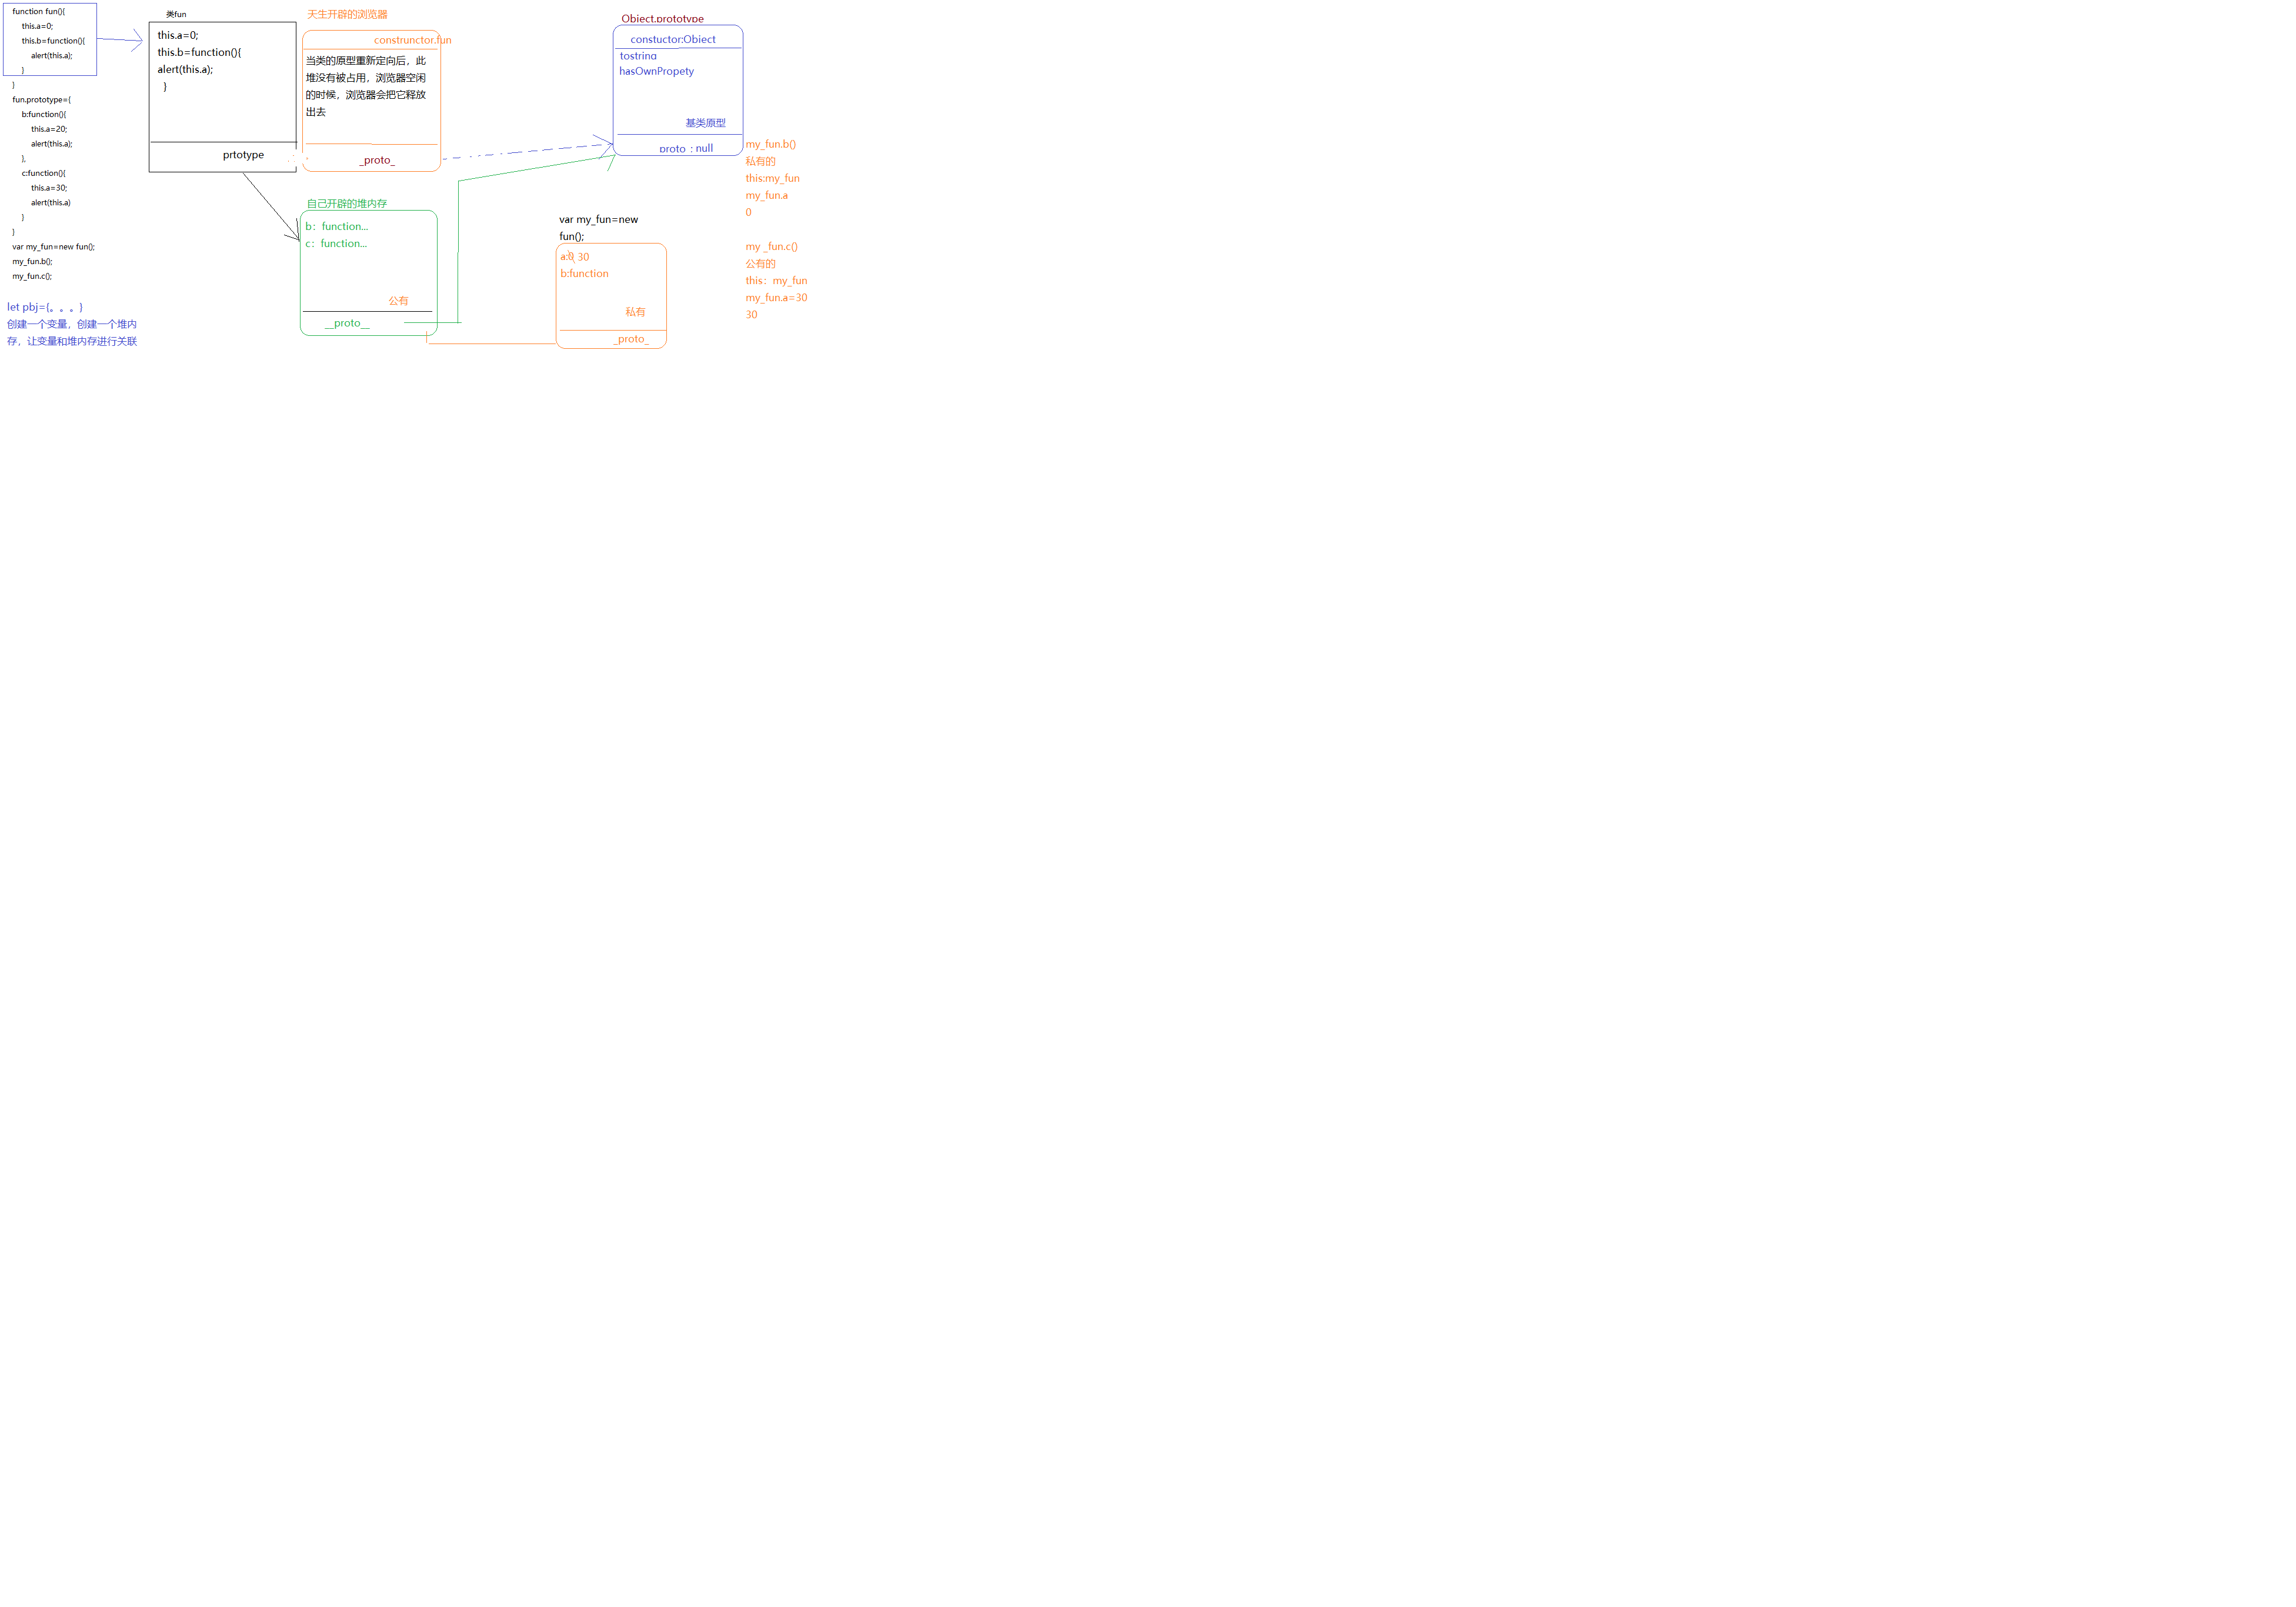 function fun(){
this.a=0;
this.b=function(){
alert(this.a);
}
}
fun.prototype={
b:function(){
this.a=20;
alert(this.a);
},
c:function(){
this.a=30;
alert(this.a)
}
}
var my_fun=new fun();
my_fun.b();
my_fun.c();
let pbj={。。。}
创建一个变量，创建一个堆内
存，让变量和堆内存进行关联
类fun
this.a=0;
this.b=function(){
alert(this.a);
}
prtotype
天生开辟的浏览器
construnctor.fun
当类的原型重新定向后，此
堆没有被占用，浏览器空闲
的时候，浏览器会把它释放
出去
_proto_
自己开辟的堆内存
b：function...
c：function...
公有
__proto__
Object.prototype
constuctor:Object
tostring
hasOwnPropety
基类原型
proto_: null
var my_fun=new
fun();
a:0 30
b:function
私有
_proto_
my_fun.b()
私有的
this:my_fun
my_fun.a
0
my _fun.c()
公有的
this：my_fun
my_fun.a=30
30